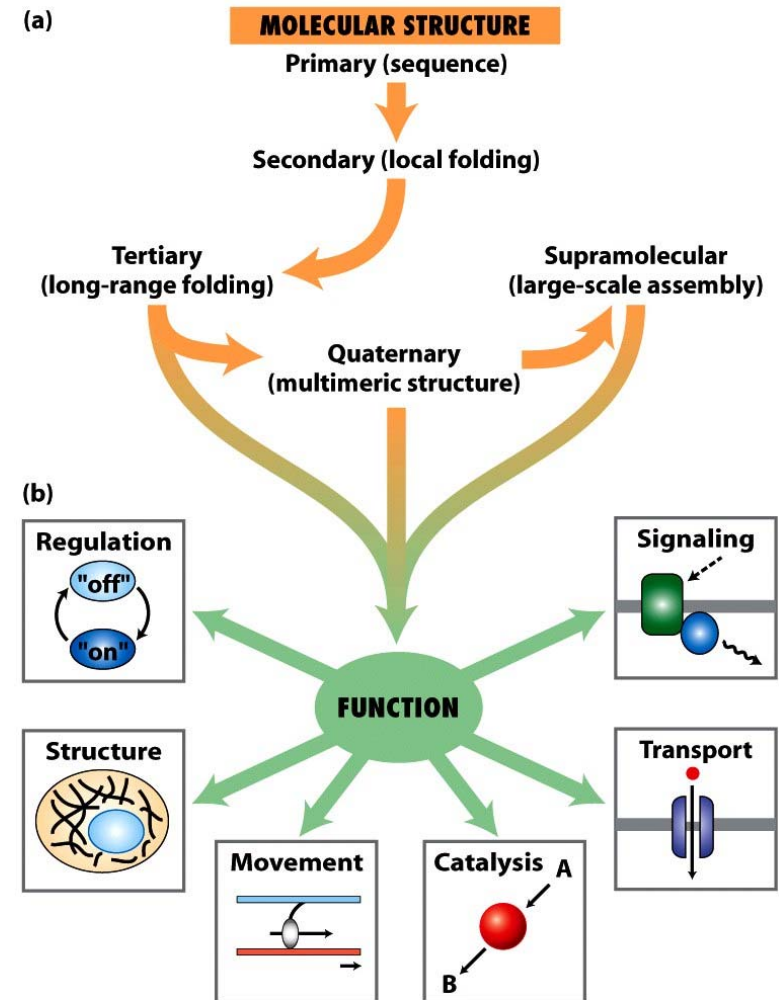 (a)
MOLECULAR STRUCTURE
Primary (sequence)
Secondary (local folding)
Tertiary
(long-range folding)
Supramolecular
(large-scale assembly)
Quaternary
(multimeric structure)
(b)
Regulation
"off"
"on"
Signaling
FUNCTION
Structure
Transport
Movement
Catalysis
A
B